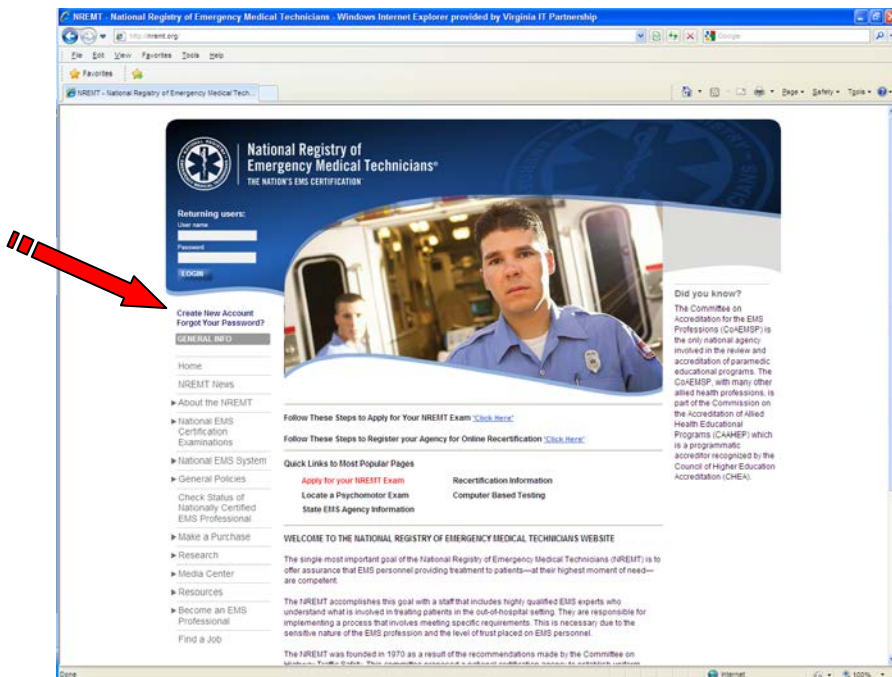 NREMT - National Registry of Emergency Medical Technicians - Windows Internet Explorer provided by Virginia IT Partnership
http://nremt.org/
Google
File Edit View Favorites Tools Help
Favorites
NREMT - National Registry of Emergency Medical Tech...
Page Safety Tools
National Registry of
Emergency Medical Technicians®
THE NATION'S EMS CERTIFICATION
Returning users:
User name
Password
LOGIN
Create New Account
Forgot Your Password?
GENERAL INFO
Home
NREMT News
About the NREMT
National EMS
Certification
Examinations
National EMS System
General Policies
Check Status of
Nationally Certified
EMS Professional
Make a Purchase
Research
Media Center
Resources
Become an EMS
Professional
Find a Job
Follow These Steps to Apply for Your NREMT Exam "Click Here"
Follow These Steps to Register your Agency for Online Recertification "Click Here"
Quick Links to Most Popular Pages
Apply for your NREMT Exam Recertification Information
Locate a Psychomotor Exam Computer Based Testing
State EMS Agency Information
WELCOME TO THE NATIONAL REGISTRY OF EMERGENCY MEDICAL TECHNICIANS WEBSITE
The single most important goal of the National Registry of Emergency Medical Technicians (NREMT) is to
offer assurance that EMS personnel providing treatment to patients—at their highest moment of need—
are competent.
The NREMT accomplishes this goal with a staff that includes highly qualified EMS experts who
understand what is involved in treating patients in the out-of-hospital setting. They are responsible for
implementing a process that involves meeting specific requirements. This is necessary due to the
sensitive nature of the EMS profession and the level of trust placed on EMS personnel.
The NREMT was founded in 1970 as a result of the recommendations made by the Committee on
Highway Traffic Safety. This committee proposed a national certification agency to establish uniform
Did you know?
The Committee on
Accreditation for the EMS
Professions (CoAEMSP) is
the only national agency
involved in the review and
accreditation of paramedic
educational programs. The
CoAEMSP, with many other
allied health professions, is
part of the Commission on
the Accreditation of Allied
Health Educational
Programs (CAAHEP) which
is a programmatic
accreditor recognized by the
Council of Higher Education
Accreditation (CHEA).
Done
Internet
100%